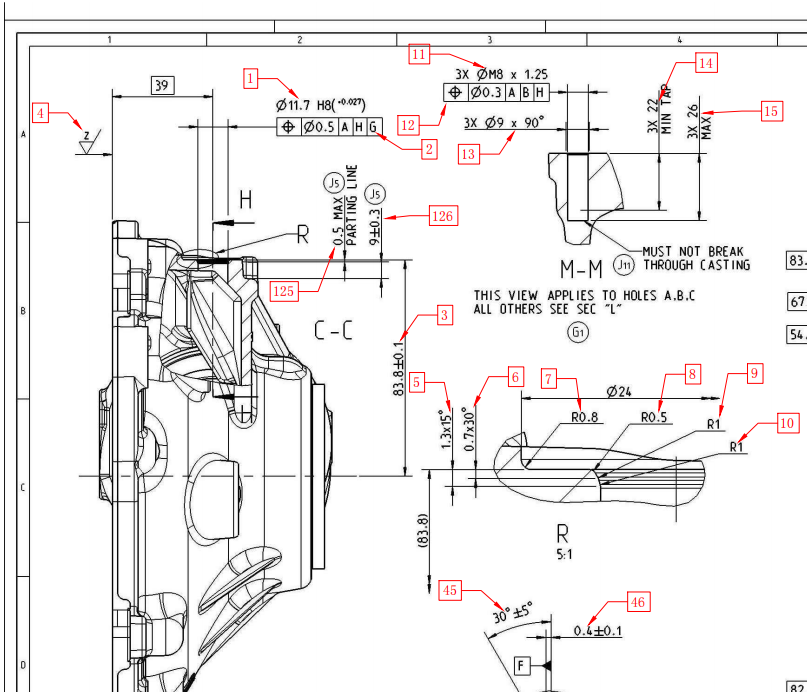 1
2
3
4
11
1
3X ØM8 x 1.25
14
39
Ø0.3 A B H
Ø11.7 H8(+0.027)
12
3X 22
MIN TAP
3X 26
MAX
15
4
z
3X Ø9 x 90°
13
A
Ø0.5 A H G
2
J5
0.5 MAX
PARTING LINE
J5
9±0.3
H
126
R
MUST NOT BREAK
THROUGH CASTING
J11
M-M
83.
125
THIS VIEW APPLIES TO HOLES A.B.C
ALL OTHERS SEE SEC "L"
67
B
3
C-C
G1
54.
83.8±0.1
5
6
7
8
9
Ø24
1.3x15°
0.7x30°
R0.8
R0.5
R1
10
R1
C
(83.8)
R
5:1
45
46
30°±5°
0.4±0.1
F
D
82